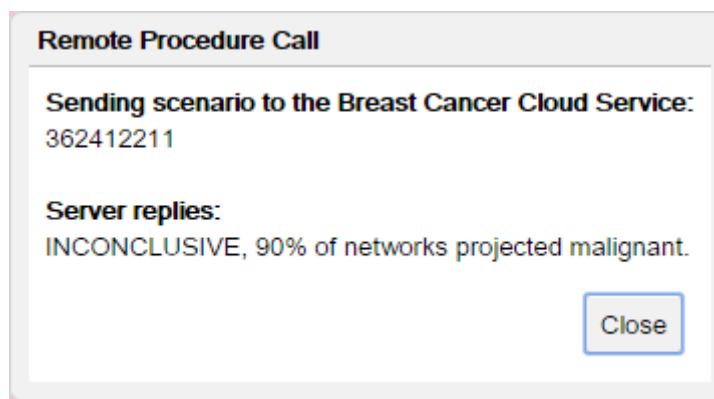 Remote Procedure Call
Sending scenario to the Breast Cancer Cloud Service:
362412211
Server replies:
INCONCLUSIVE, 90% of networks projected malignant.
Close